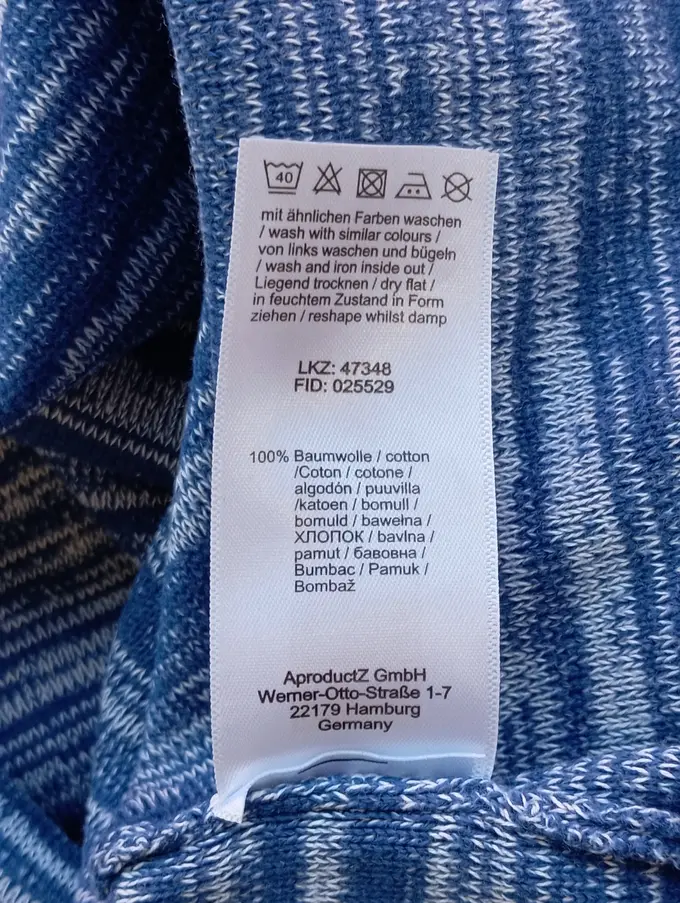 40
mit ähnlichen Farben waschen
/ wash with similar colours /
von links waschen und bügeln
/ wash and iron inside out /
Liegend trocknen / dry flat /
in feuchtem Zustand in Form
ziehen / reshape whilst damp
LKZ: 47348
FID: 025529
100% Baumwolle / cotton
/Coton / cotone /
algodón / puuvilla
/katoen / bomull /
bomuld / bawełna /
ХЛОПОК / bavlna /
pamut / бавовна /
Bumbac / Pamuk /
Bombaž
AproductZ GmbH
Werner-Otto-Straße 1-7
22179 Hamburg
Germany